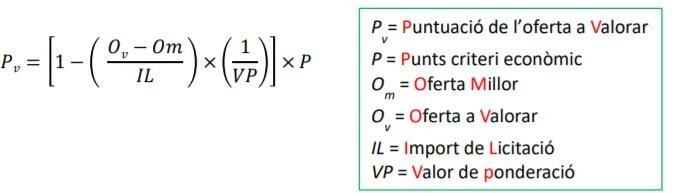 P_v = [1 − ((O_v − Om) / IL) × (1 / VP)] × P
P_v = Puntuació de l'oferta a Valorar
P = Punts criteri econòmic
O_m = Oferta Millor
O_v = Oferta a Valorar
IL = Import de Licitació
VP = Valor de ponderació